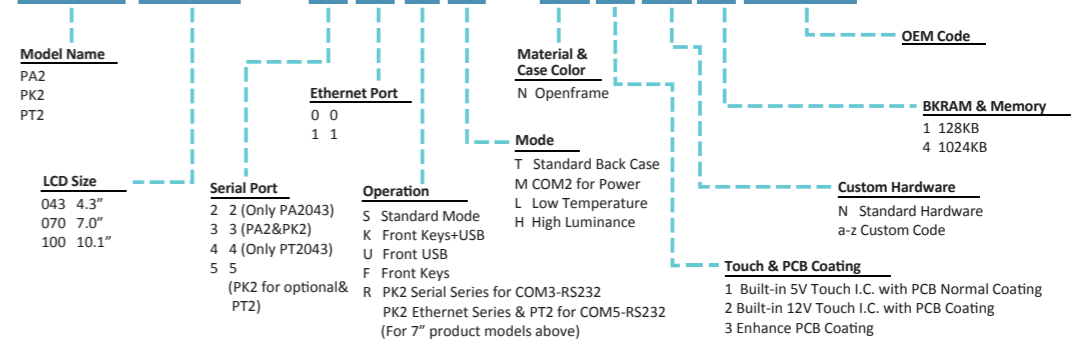 OEM Code
Model Name
PA2
PK2
PT2
Material &
Case Color
N Openframe
Ethernet Port
0 0
1 1
BKRAM & Memory
1 128KB
4 1024KB
Mode
T Standard Back Case
M COM2 for Power
L Low Temperature
H High Luminance
LCD Size
043 4.3”
070 7.0”
100 10.1”
Serial Port
2 2 (Only PA2043)
3 3 (PA2&PK2)
4 4 (Only PT2043)
5 5
(PK2 for optional&
PT2)
Operation
S Standard Mode
K Front Keys+USB
U Front USB
F Front Keys
R PK2 Serial Series for COM3-RS232
PK2 Ethernet Series & PT2 for COM5-RS232
(For 7” product models above)
Custom Hardware
N Standard Hardware
a-z Custom Code
Touch & PCB Coating
1 Built-in 5V Touch I.C. with PCB Normal Coating
2 Built-in 12V Touch I.C. with PCB Coating
3 Enhance PCB Coating